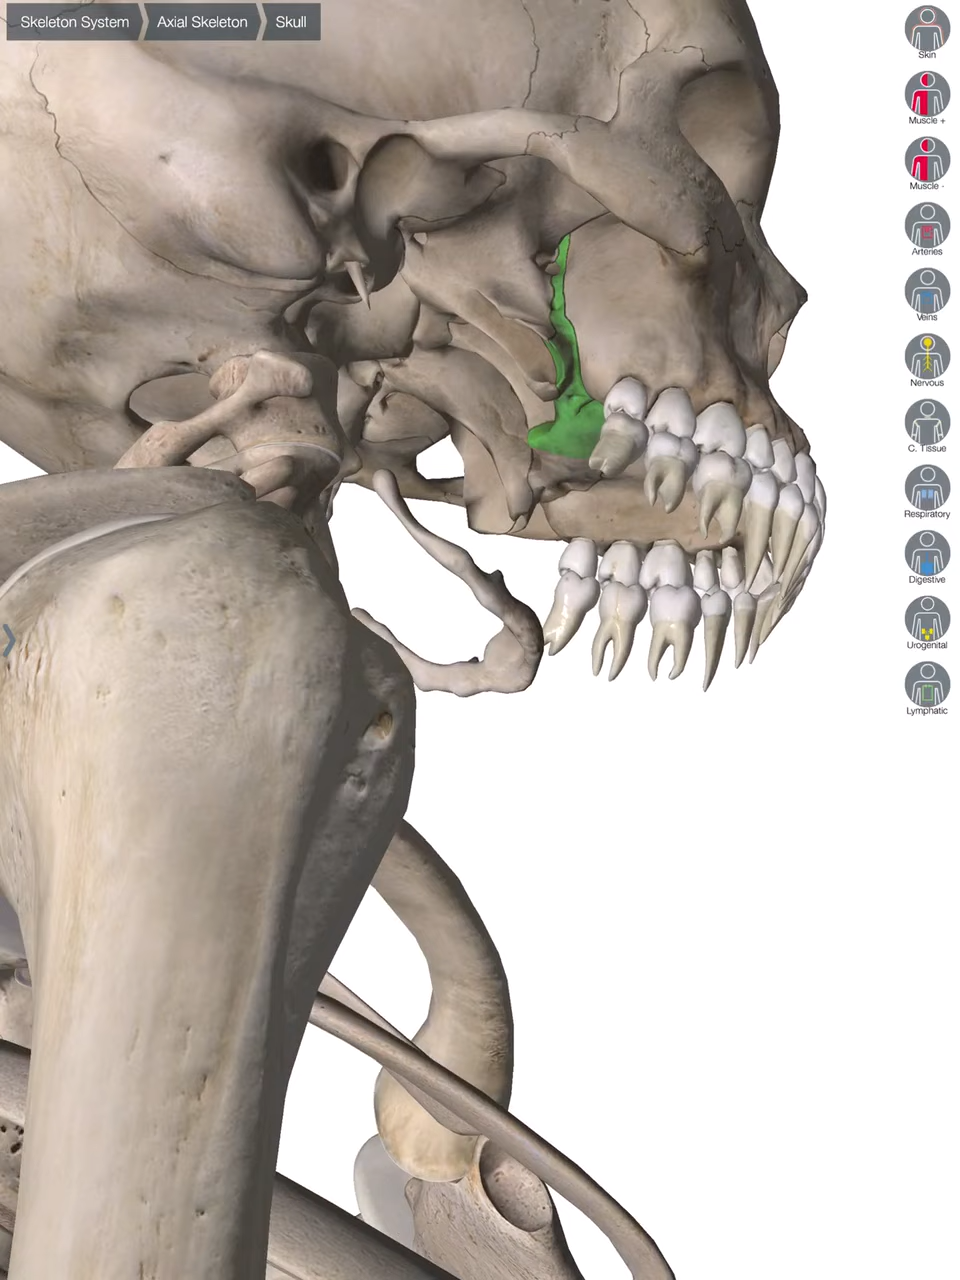 Skeleton System
Axial Skeleton
Skull
Skin
Muscle +
Muscle -
Arteries
Veins
Nervous
C. Tissue
Respiratory
Digestive
Urogenital
Lymphatic